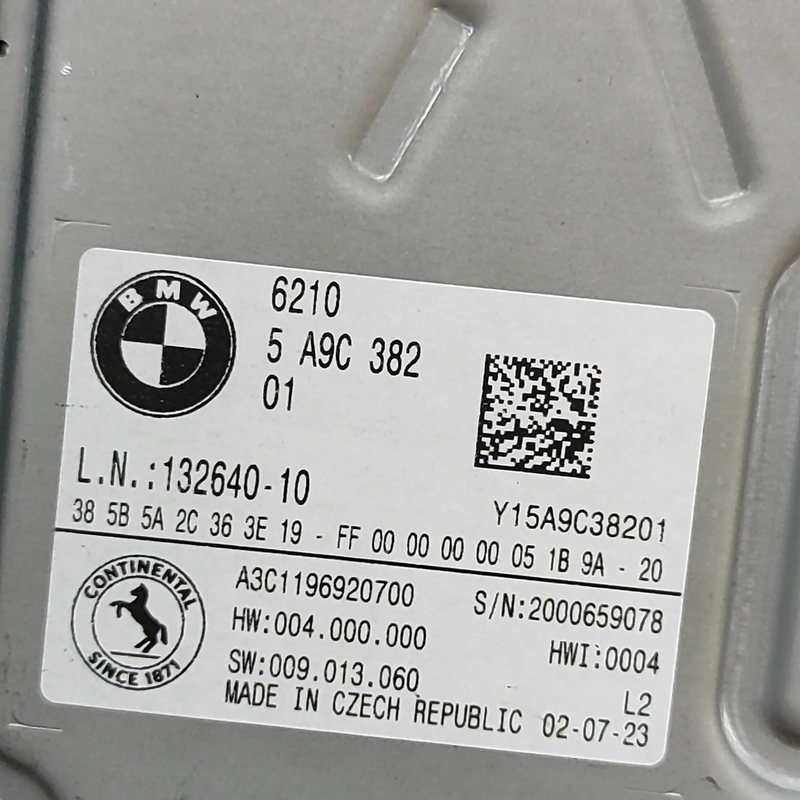 BMW
6210
5 A9C 382
01
L.N.:132640-10
Y15A9C38201
38 5B 5A 2C 36 3E 19 - FF 00 00 00 00 05 1B 9A - 20
CONTINENTAL
SINCE 1871
A3C1196920700
S/N:2000659078
HW:004.000.000
HWI:0004
SW:009.013.060
L2
MADE IN CZECH REPUBLIC 02-07-23